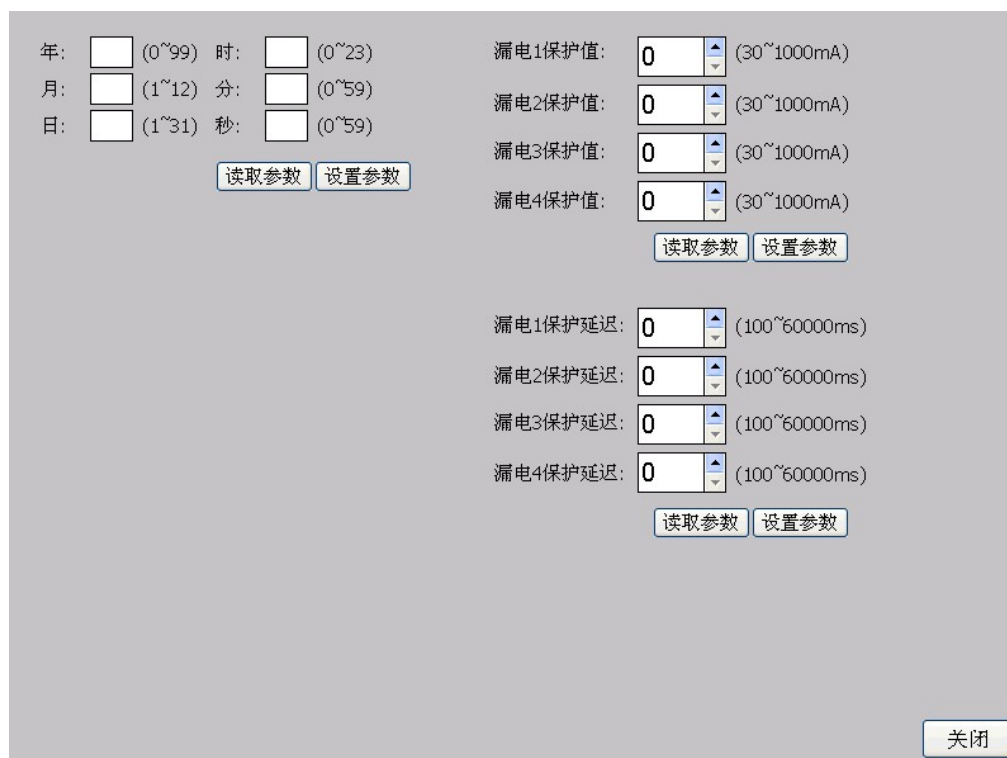 年: (0~99) 时: (0~23)
月: (1~12) 分: (0~59)
日: (1~31) 秒: (0~59)
读取参数 设置参数
漏电1保护值: 0 (30~1000mA)
漏电2保护值: 0 (30~1000mA)
漏电3保护值: 0 (30~1000mA)
漏电4保护值: 0 (30~1000mA)
读取参数 设置参数
漏电1保护延迟: 0 (100~60000ms)
漏电2保护延迟: 0 (100~60000ms)
漏电3保护延迟: 0 (100~60000ms)
漏电4保护延迟: 0 (100~60000ms)
读取参数 设置参数
关闭